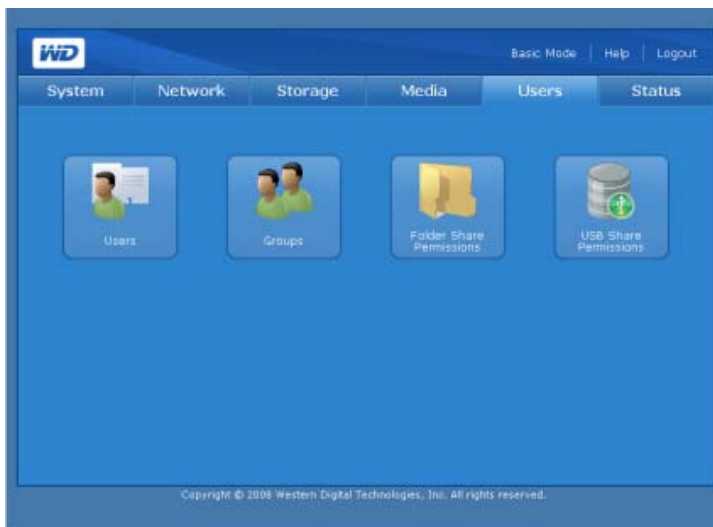 WD
Basic Mode | Help | Logout
System Network Storage Media Users Status
Users Groups Folder Share Permissions USB Share Permissions
Copyright © 2008 Western Digital Technologies, Inc. All rights reserved.